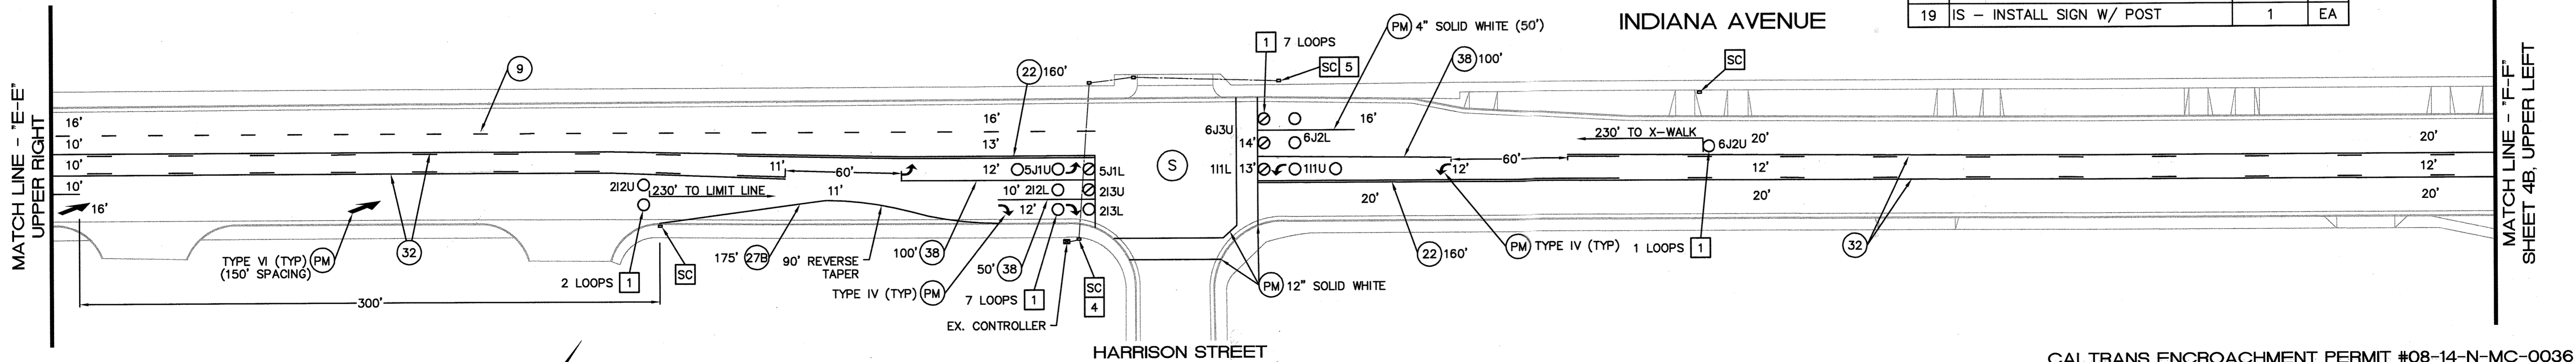 INDIANA AVENUE
19 IS - INSTALL SIGN W/ POST 1 EA
MATCH LINE - "E-E"
UPPER RIGHT
MATCH LINE - "F-F"
SHEET 4B, UPPER LEFT
9
22 160'
1 7 LOOPS
PM 4" SOLID WHITE (50')
SC 5
38 100'
SC
16'
10'
10'
10'
16'
16'
13'
11'
60'
12'
5J1U
5J1L
11'
10'
2I2L
2I3U
12'
2I3L
2I2U
230' TO LIMIT LINE
S
6J3U
14'
6J2L
16'
1I1L
13'
1I1U
12'
60'
230' TO X-WALK
6J2U
20'
12'
20'
20'
20'
12'
20'
TYPE VI (TYP) PM
(150' SPACING)
32
2 LOOPS 1
SC
175' 27B
90' REVERSE
TAPER
100' 38
50' 38
TYPE IV (TYP) PM
7 LOOPS 1
SC
4
EX. CONTROLLER
300'
PM 12" SOLID WHITE
22 160'
PM TYPE IV (TYP)
1 LOOPS 1
32
HARRISON STREET
CALTRANS ENCROACHMENT PERMIT #08-14-N-MC-0036